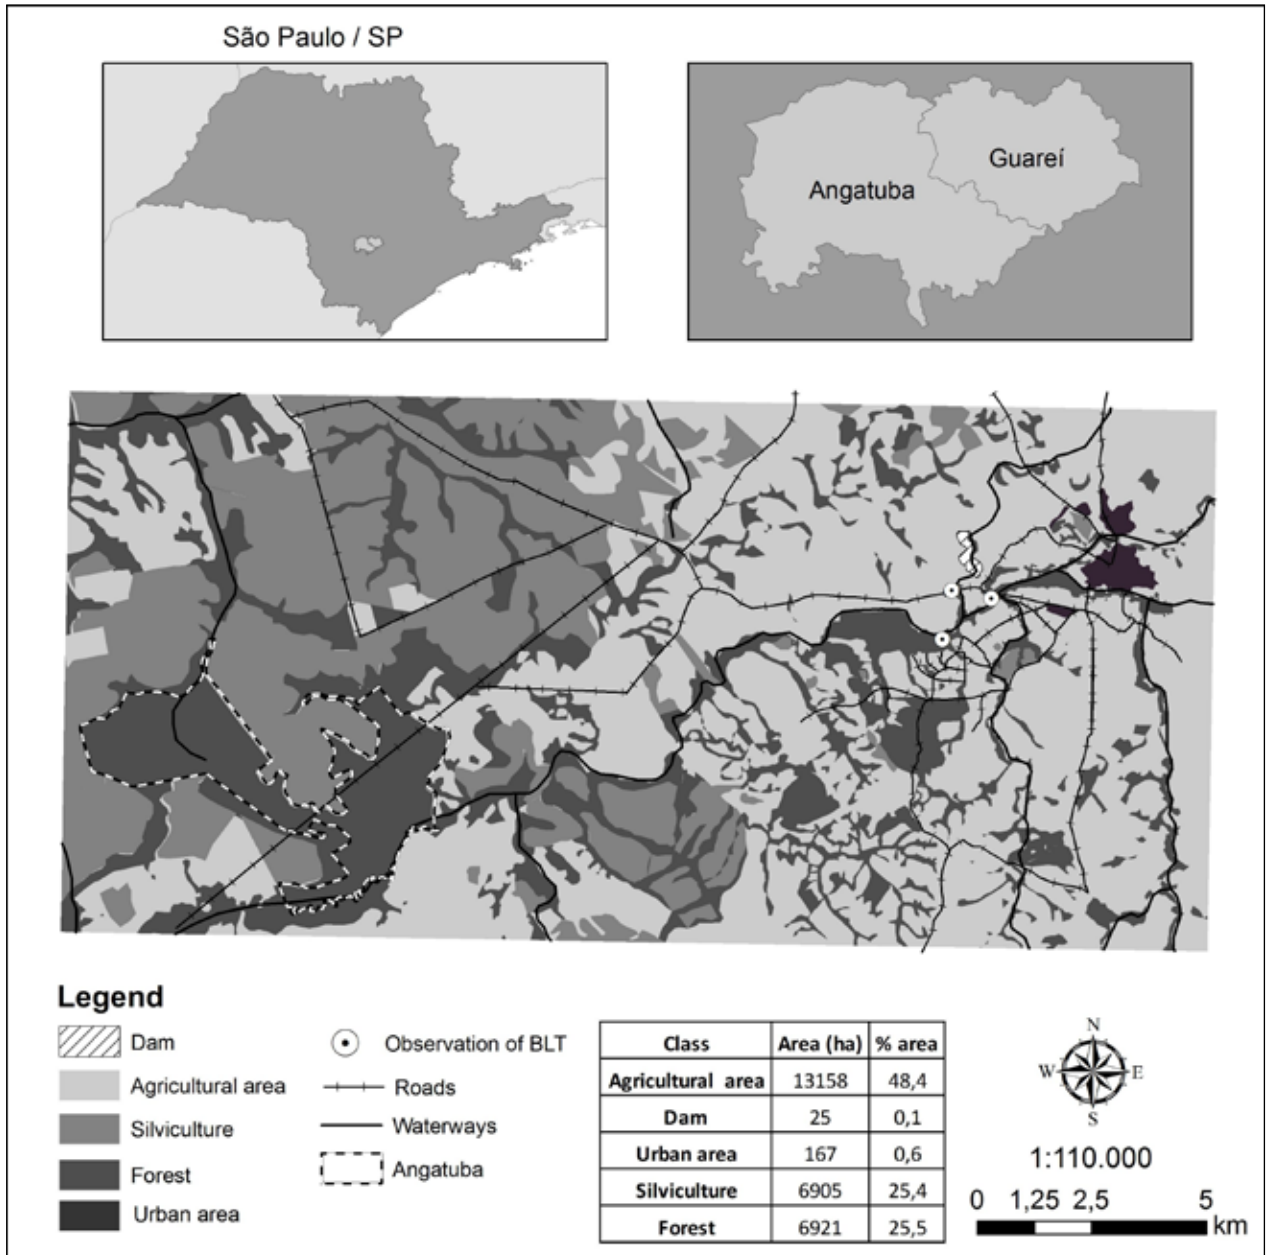 São Paulo / SP
Angatuba
Guareí
Legend
Dam
Agricultural area
Silviculture
Forest
Urban area
Observation of BLT
Roads
Waterways
Angatuba
Class Area (ha) % area
Agricultural area 13158 48,4
Dam 25 0,1
Urban area 167 0,6
Silviculture 6905 25,4
Forest 6921 25,5
N
W E
S
1:110.000
0 1,25 2,5 5
km